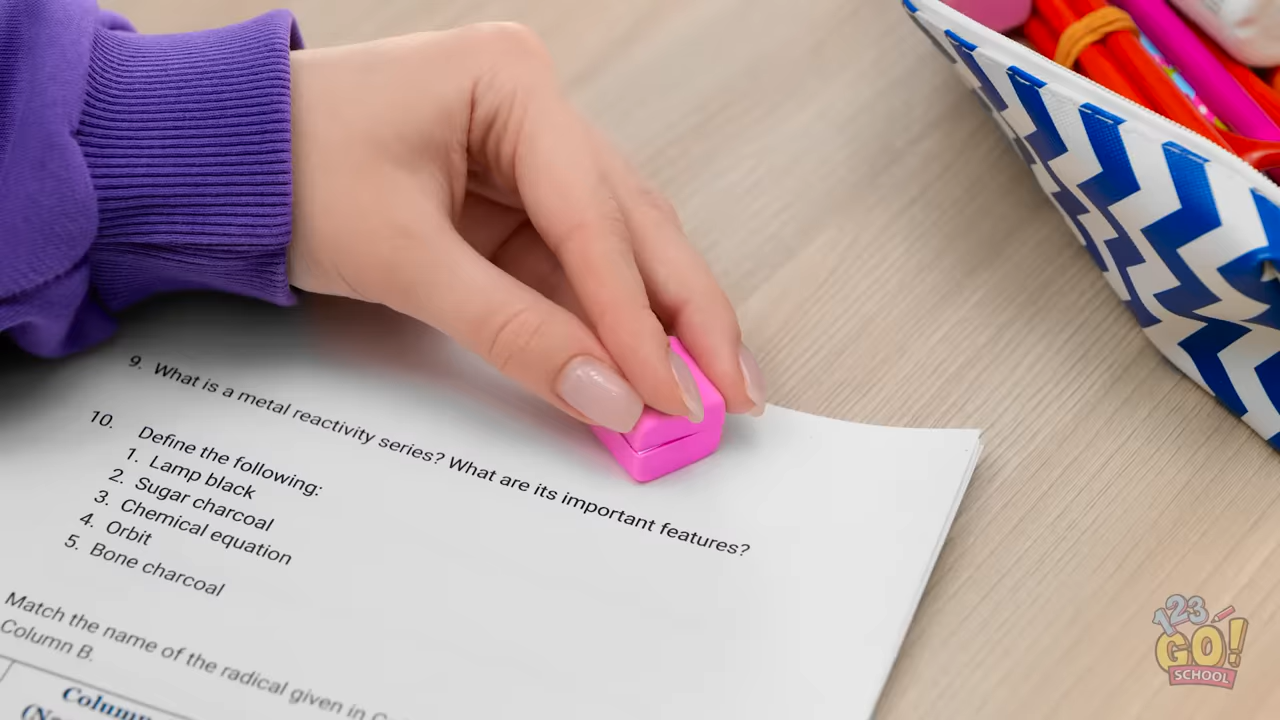 9. What is a metal reactivity series? What are its important features?
10. Define the following:
1. Lamp black
2. Sugar charcoal
3. Chemical equation
4. Orbit
5. Bone charcoal
Match the name of the radical given in
Column B.
Column
123
GO!
SCHOOL